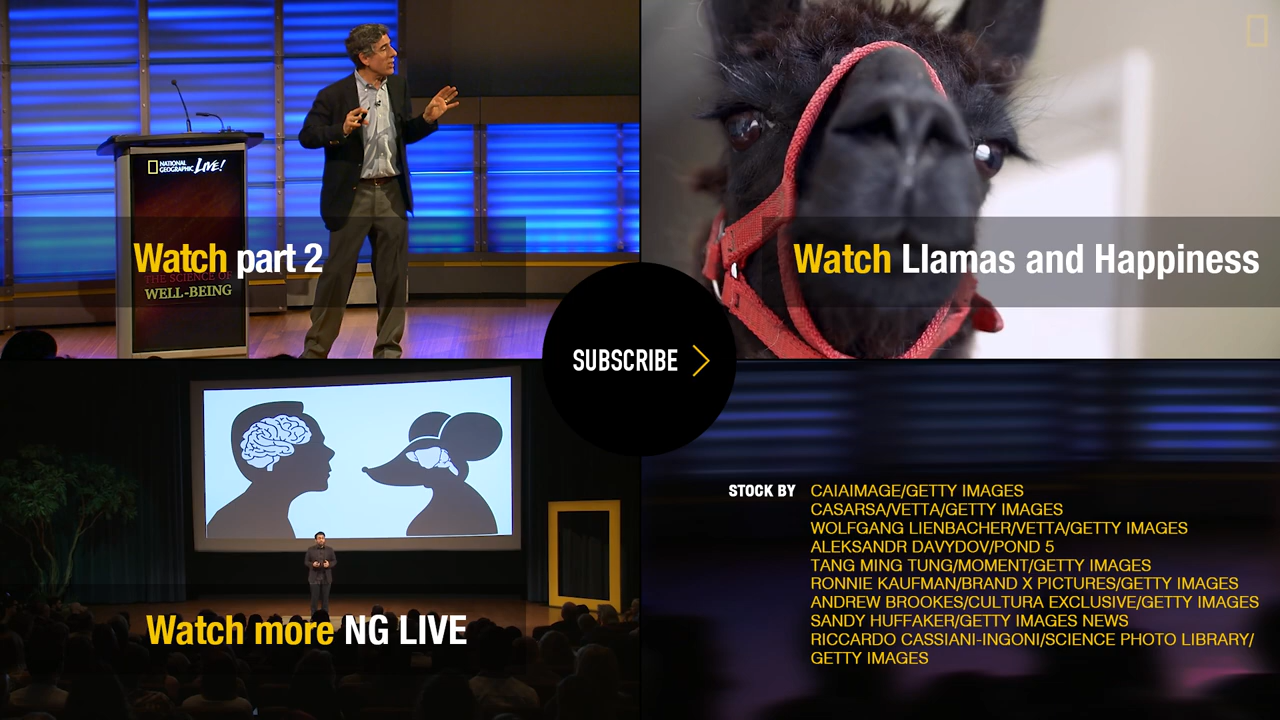 NATIONAL
GEOGRAPHIC LIVE!
Watch part 2
THE SCIENCE OF
WELL-BEING
Watch Llamas and Happiness
SUBSCRIBE
Watch more NG LIVE
STOCK BY CAIAIMAGE/GETTY IMAGES
CASARSA/VETTA/GETTY IMAGES
WOLFGANG LIENBACHER/VETTA/GETTY IMAGES
ALEKSANDR DAVYDOV/POND 5
TANG MING TUNG/MOMENT/GETTY IMAGES
RONNIE KAUFMAN/BRAND X PICTURES/GETTY IMAGES
ANDREW BROOKES/CULTURA EXCLUSIVE/GETTY IMAGES
SANDY HUFFAKER/GETTY IMAGES NEWS
RICCARDO CASSIANI-INGONI/SCIENCE PHOTO LIBRARY/
GETTY IMAGES